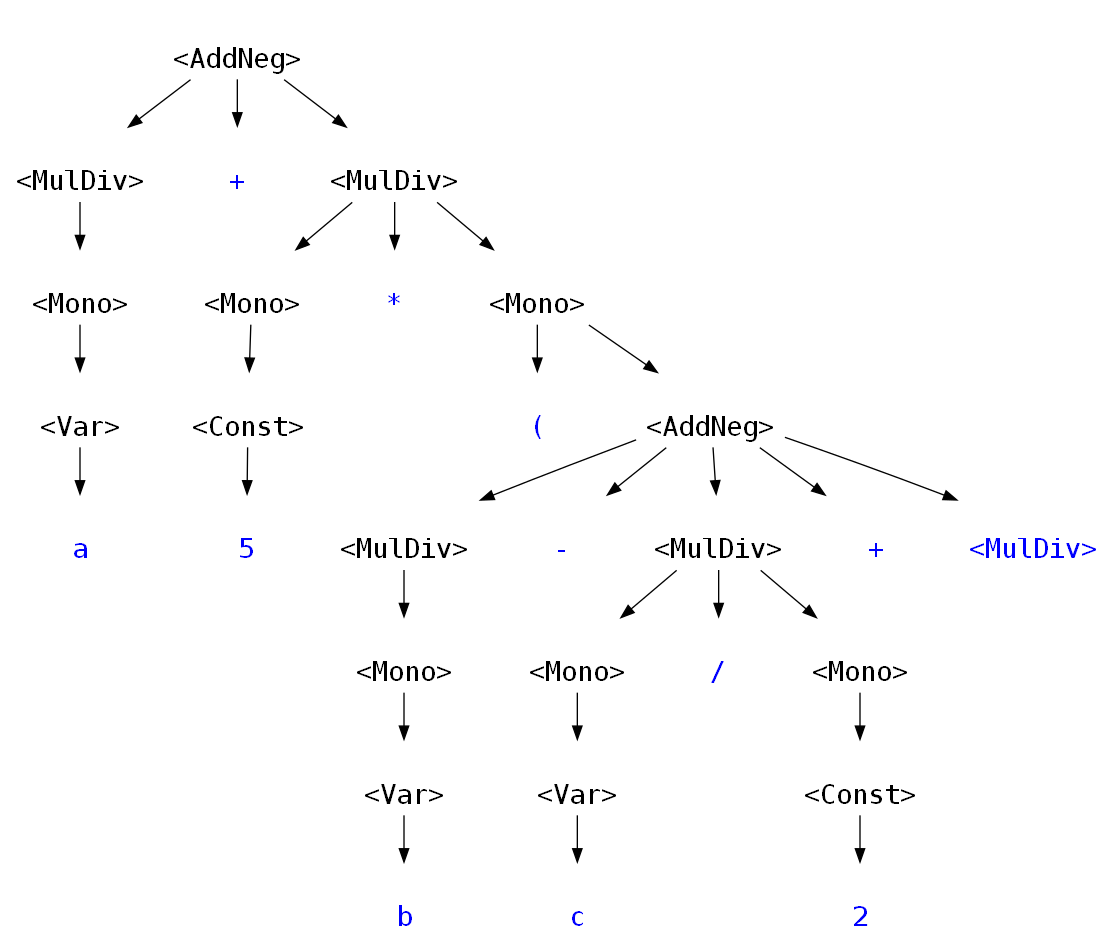 <AddNeg>
<MulDiv> + <MulDiv>
<Mono> <Mono> * <Mono>
<Var> <Const> ( <AddNeg>
a 5 <MulDiv> - <MulDiv> + <MulDiv>
<Mono> <Mono> / <Mono>
<Var> <Var> <Const>
b c 2